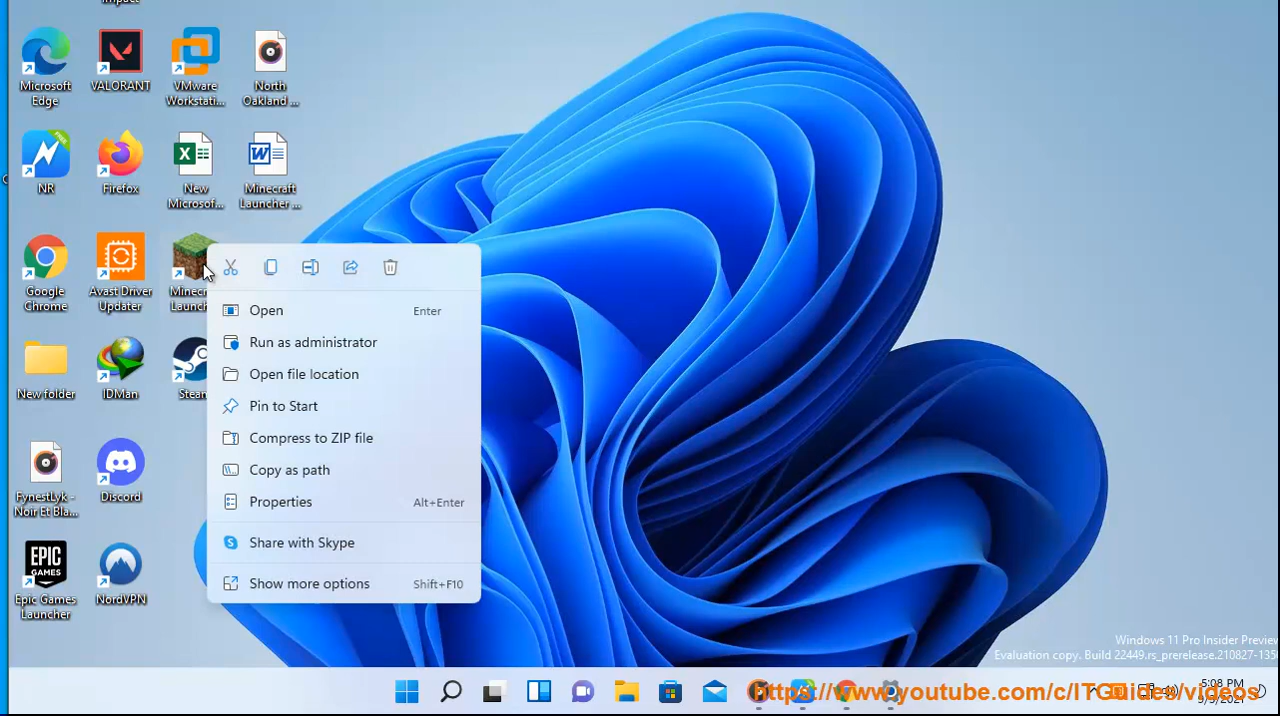 Impact
Microsoft
Edge
VALORANT
VMware
Workstati...
North
Oakland ...
NR
Firefox
New
Microsof...
Minecraft
Launcher ...
Google
Chrome
Avast Driver
Updater
New folder
IDMan
FynestLyk -
Noir Et Bla...
Discord
EPIC
GAMES
Epic Games
Launcher
NordVPN
Open Enter
Run as administrator
Open file location
Pin to Start
Compress to ZIP file
Copy as path
Properties Alt+Enter
Share with Skype
Show more options Shift+F10
Windows 11 Pro Insider Preview
Evaluation copy. Build 22449.rs_prerelease.210827-135
https://www.youtube.com/c/ITGuides/videos
5:08 PM